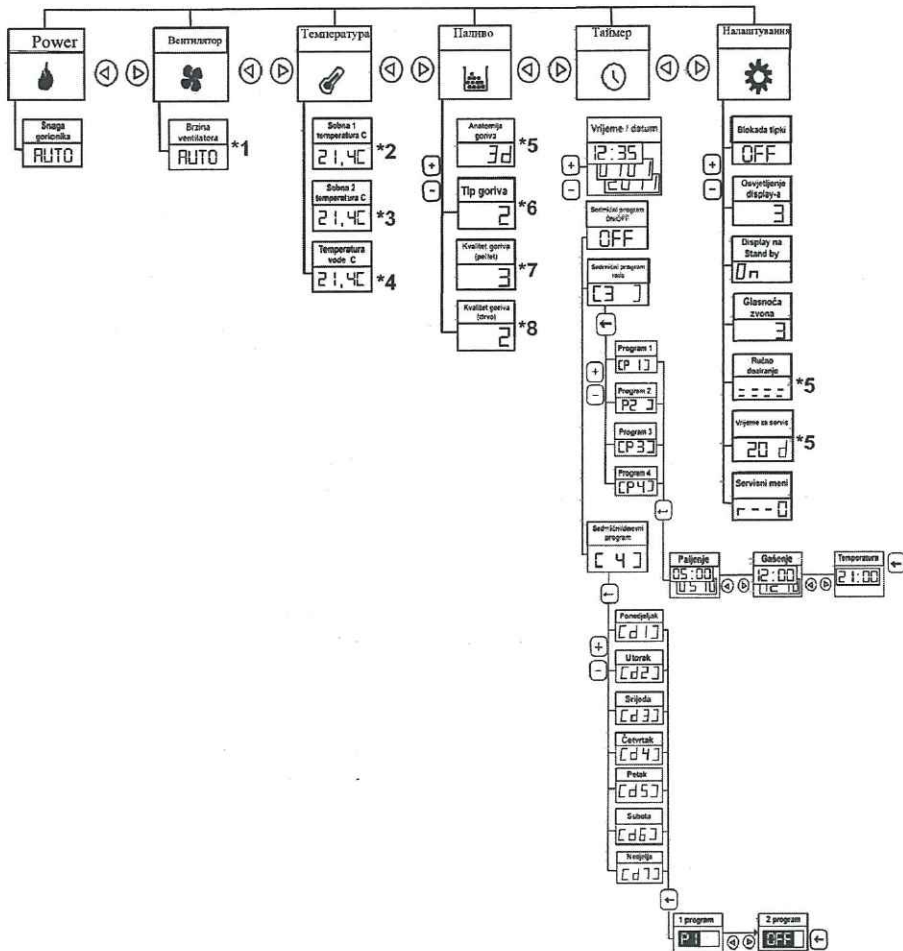 Power
Вентилятор
Температура
Паливо
Таймер
Налаштування
Snaga
gorionika
AUTO
Brzina
ventilatora
AUTO
*1
Sobna 1
temperatura C
21,4C
*2
Sobna 2
temperatura C
21,4C
*3
Temperatura
vode C
21,4C
*4
Anatomija
goriva
3d
*5
+
-
Tip goriva
2
*6
Kvalitet goriva
(pellet)
3
*7
Kvalitet goriva
(drvo)
2
*8
Vrijeme / datum
12:35
0101
2011
+
-
Sedmični program
ON/OFF
OFF
Sedmični program
rada
[3 ]
+
-
Program 1
[P1]
Program 2
P2 ]
Program 3
[P3]
Program 4
[P4]
Paljenje
05:00
Gašenje
12:00
Temperatura
21:00
Sedmični/dnevni
program
[ 4 ]
+
-
Ponedjeljak
[d1]
Utorak
[d2]
Srijeda
[d3]
Četvrtak
[d4]
Petak
[d5]
Subota
[d6]
Nedjelja
[d7]
1 program
P.1
2 program
OFF
Blokada tipki
OFF
+
-
Osvjetljenje
display-a
3
Display na
Stand by
On
Glasnoća
zvona
3
Ručno
doziranje
*5
Vrijeme za servis
20 d
*5
Servisni meni
r---0